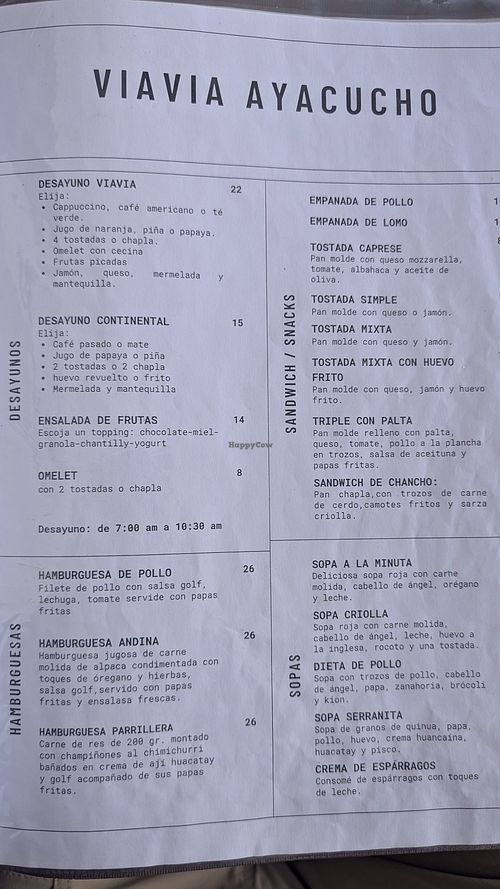 VIAVIA AYACUCHO
DESAYUNOS
DESAYUNO VIAVIA 22
Elija:
• Cappuccino, café americano o té
verde.
• Jugo de naranja, piña o papaya.
• 4 tostadas o chapla.
• Omelet con cecina
• Frutas picadas
• Jamón, queso, mermelada y
mantequilla.
DESAYUNO CONTINENTAL 15
Elija:
• Café pasado o mate
• Jugo de papaya o piña
• 2 tostadas o 2 chapla
• huevo revuelto o frito
• Mermelada y mantequilla
ENSALADA DE FRUTAS 14
Escoja un topping: chocolate-miel-
granola-chantilly-yogurt
OMELET 8
con 2 tostadas o chapla
Desayuno: de 7:00 am a 10:30 am
HAMBURGUESAS
HAMBURGUESA DE POLLO 26
Filete de pollo con salsa golf,
lechuga, tomate servide con papas
fritas
HAMBURGUESA ANDINA 26
Hamburguesa jugosa de carne
molida de alpaca condimentada con
toques de óregano y hierbas,
salsa golf,servido con papas
fritas y ensalasa frescas.
HAMBURGUESA PARRILLERA 26
Carne de res de 200 gr. montado
con champiñones al chimichurri
bañados en crema de ají huacatay
y golf acompañado de sus papas
fritas.
SANDWICH / SNACKS
EMPANADA DE POLLO
EMPANADA DE LOMO
TOSTADA CAPRESE
Pan molde con queso mozzarella,
tomate, albahaca y aceite de
oliva.
TOSTADA SIMPLE
Pan molde con queso o jamón.
TOSTADA MIXTA
Pan molde con queso y jamón.
TOSTADA MIXTA CON HUEVO
FRITO
Pan molde con queso, jamón y huevo
frito.
TRIPLE CON PALTA
Pan molde relleno con palta,
queso, tomate, pollo a la plancha
en trozos, salsa de aceituna y
papas fritas.
SANDWICH DE CHANCHO:
Pan chapla,con trozos de carne
de cerdo,camotes fritos y sarza
criolla.
SOPAS
SOPA A LA MINUTA
Deliciosa sopa roja con carne
molida, cabello de ángel, orégano
y leche.
SOPA CRIOLLA
Sopa roja con carne molida,
cabello de ángel, leche, huevo a
la inglesa, rocoto y una tostada.
DIETA DE POLLO
Sopa con trozos de pollo, cabello
de ángel, papa, zanahoria, brócoli
y kion.
SOPA SERRANITA
Sopa de granos de quinua, papa,
pollo, huevo, crema huancaina,
huacatay y pisco.
CREMA DE ESPÁRRAGOS
Consomé de espárragos con toques
de leche.
HappyCow